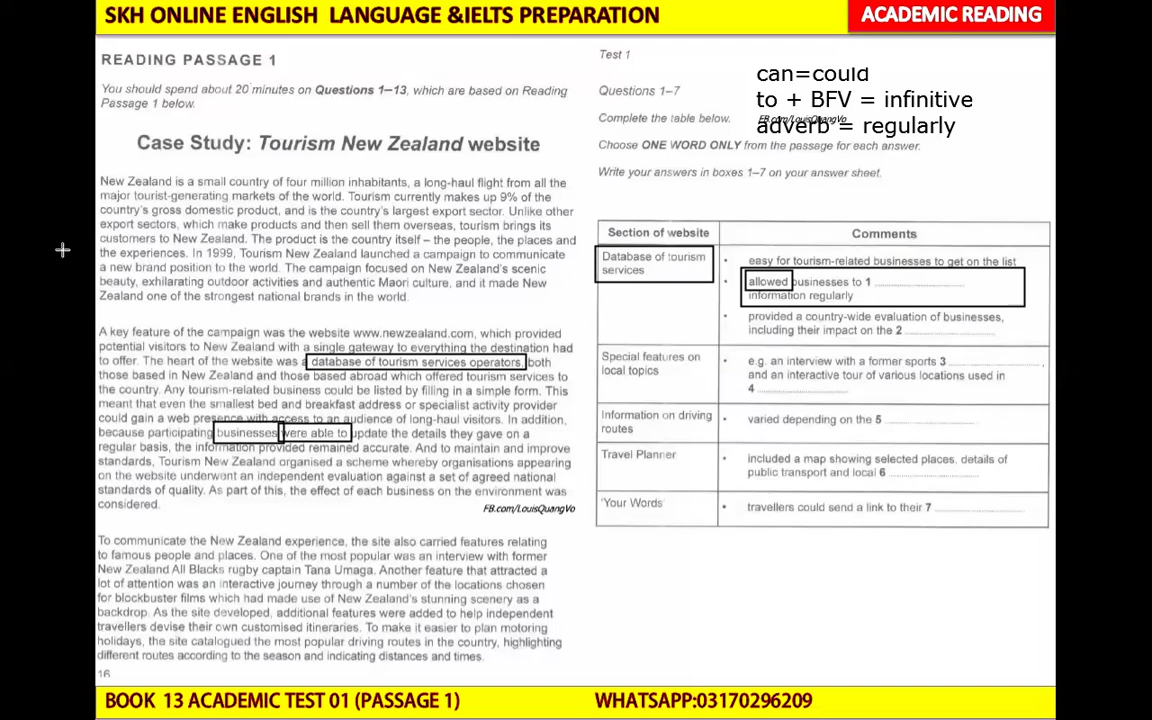 SKH ONLINE ENGLISH LANGUAGE &IELTS PREPARATION
ACADEMIC READING
READING PASSAGE 1
You should spend about 20 minutes on Questions 1–13, which are based on Reading
Passage 1 below.
Case Study: Tourism New Zealand website
New Zealand is a small country of four million inhabitants, a long-haul flight from all the
major tourist-generating markets of the world. Tourism currently makes up 9% of the
country's gross domestic product, and is the country's largest export sector. Unlike other
export sectors, which make products and then sell them overseas, tourism brings its
customers to New Zealand. The product is the country itself – the people, the places and
the experiences. In 1999, Tourism New Zealand launched a campaign to communicate
a new brand position to the world. The campaign focused on New Zealand's scenic
beauty, exhilarating outdoor activities and authentic Maori culture, and it made New
Zealand one of the strongest national brands in the world.
A key feature of the campaign was the website www.newzealand.com, which provided
potential visitors to New Zealand with a single gateway to everything the destination had
to offer. The heart of the website was a database of tourism services operators, both
those based in New Zealand and those based abroad which offered tourism services to
the country. Any tourism-related business could be listed by filling in a simple form. This
meant that even the smallest bed and breakfast address or specialist activity provider
could gain a web presence with access to an audience of long-haul visitors. In addition,
because participating businesses were able to update the details they gave on a
regular basis, the information provided remained accurate. And to maintain and improve
standards, Tourism New Zealand organised a scheme whereby organisations appearing
on the website underwent an independent evaluation against a set of agreed national
standards of quality. As part of this, the effect of each business on the environment was
considered.
FB.com/LouisQuangVo
To communicate the New Zealand experience, the site also carried features relating
to famous people and places. One of the most popular was an interview with former
New Zealand All Blacks rugby captain Tana Umaga. Another feature that attracted a
lot of attention was an interactive journey through a number of the locations chosen
for blockbuster films which had made use of New Zealand's stunning scenery as a
backdrop. As the site developed, additional features were added to help independent
travellers devise their own customised itineraries. To make it easier to plan motoring
holidays, the site catalogued the most popular driving routes in the country, highlighting
different routes according to the season and indicating distances and times.
16
Test 1
can=could
to + BFV = infinitive
adverb = regularly
FB.com/LouisQuangVo
Questions 1–7
Complete the table below.
Choose ONE WORD ONLY from the passage for each answer.
Write your answers in boxes 1–7 on your answer sheet.
Section of website
Comments
Database of tourism
services
• easy for tourism-related businesses to get on the list
• allowed businesses to 1 ....................
information regularly
• provided a country-wide evaluation of businesses,
including their impact on the 2 ....................
Special features on
local topics
• e.g. an interview with a former sports 3 ....................,
and an interactive tour of various locations used in
4 ....................
Information on driving
routes
• varied depending on the 5 ....................
Travel Planner
• included a map showing selected places, details of
public transport and local 6 ....................
'Your Words'
• travellers could send a link to their 7 ....................
BOOK 13 ACADEMIC TEST 01 (PASSAGE 1)
WHATSAPP:03170296209